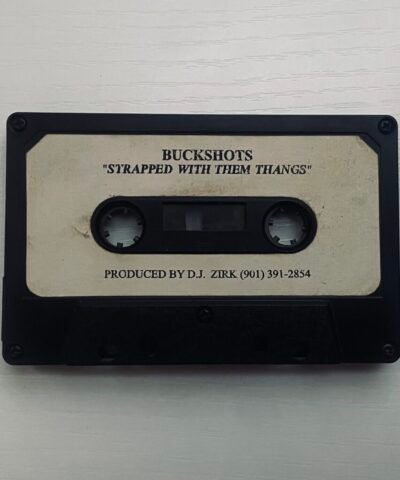 BUCKSHOTS
"STRAPPED WITH THEM THANGS"
PRODUCED BY D.J. ZIRK (901) 391-2854